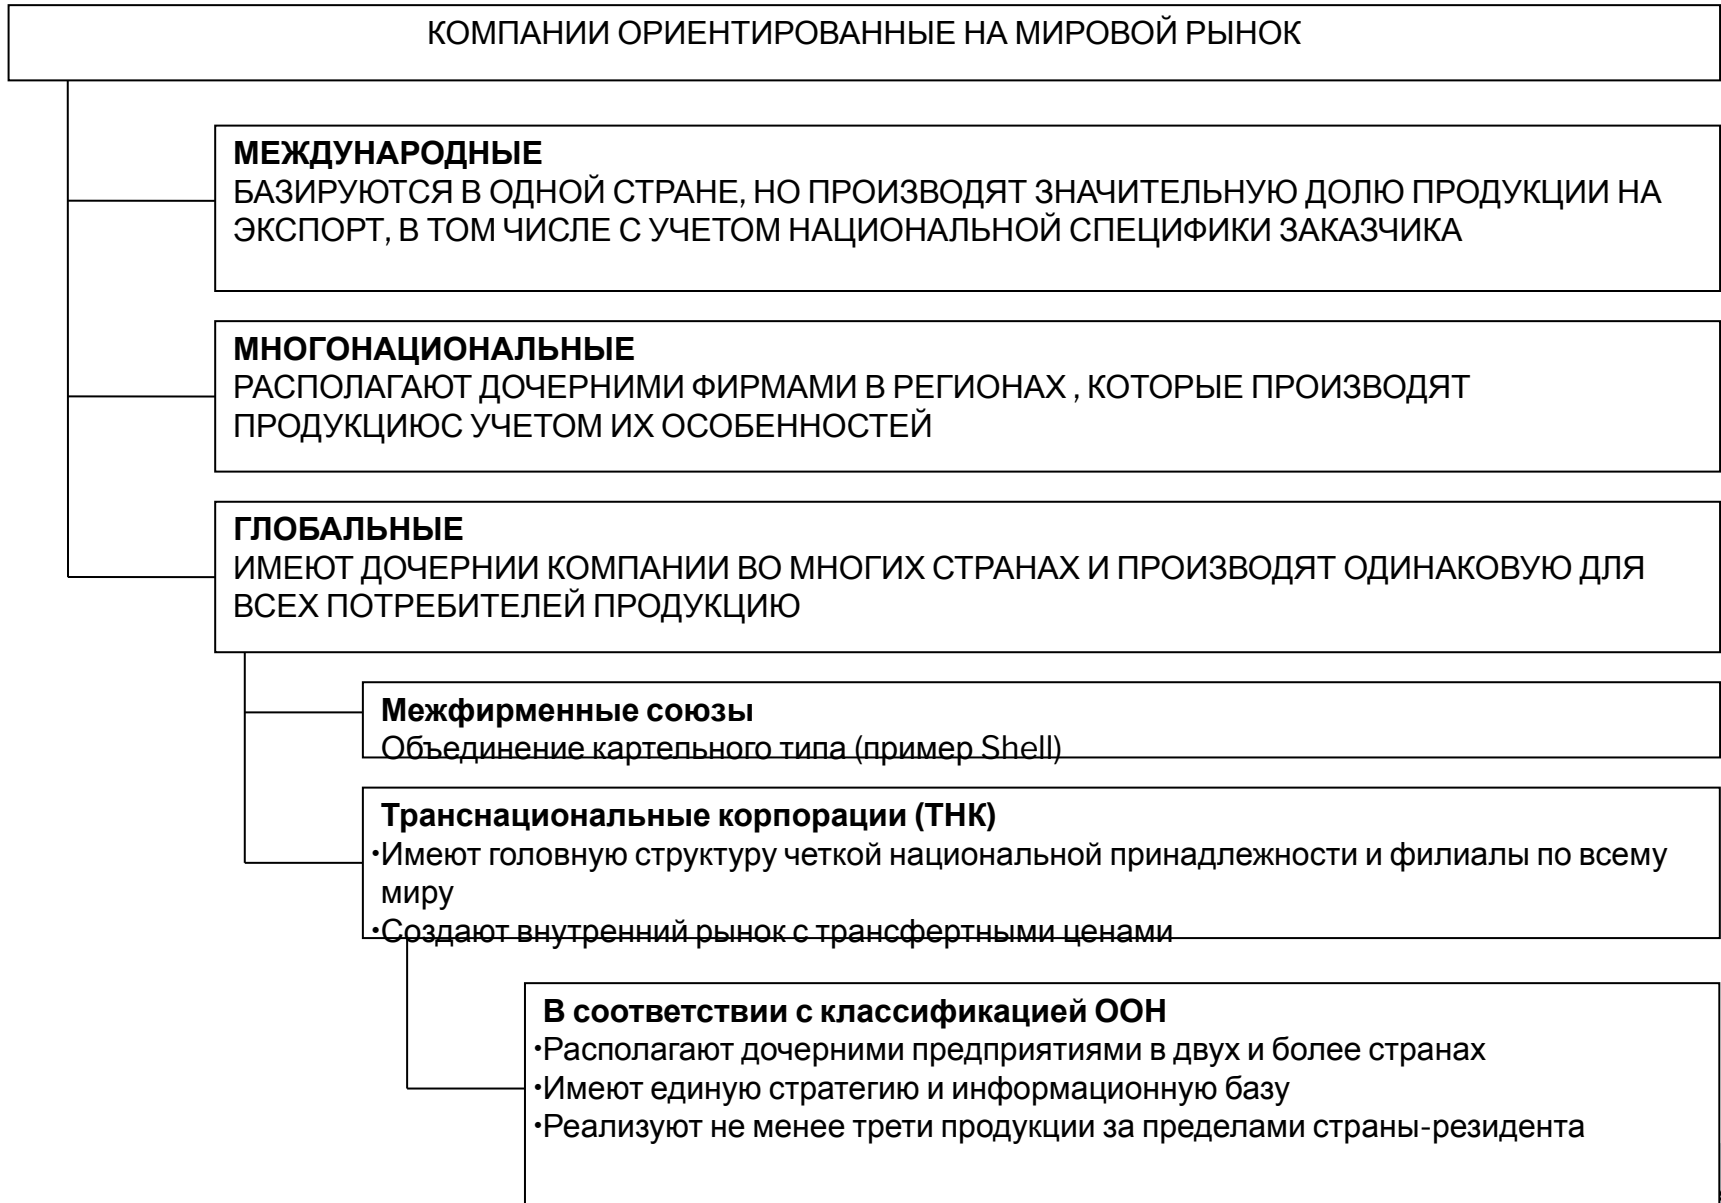 КОМПАНИИ ОРИЕНТИРОВАННЫЕ НА МИРОВОЙ РЫНОК
МЕЖДУНАРОДНЫЕ
БАЗИРУЮТСЯ В ОДНОЙ СТРАНЕ, НО ПРОИЗВОДЯТ ЗНАЧИТЕЛЬНУЮ ДОЛЮ ПРОДУКЦИИ НА
ЭКСПОРТ, В ТОМ ЧИСЛЕ С УЧЕТОМ НАЦИОНАЛЬНОЙ СПЕЦИФИКИ ЗАКАЗЧИКА
МНОГОНАЦИОНАЛЬНЫЕ
РАСПОЛАГАЮТ ДОЧЕРНИМИ ФИРМАМИ В РЕГИОНАХ , КОТОРЫЕ ПРОИЗВОДЯТ
ПРОДУКЦИЮС УЧЕТОМ ИХ ОСОБЕННОСТЕЙ
ГЛОБАЛЬНЫЕ
ИМЕЮТ ДОЧЕРНИИ КОМПАНИИ ВО МНОГИХ СТРАНАХ И ПРОИЗВОДЯТ ОДИНАКОВУЮ ДЛЯ
ВСЕХ ПОТРЕБИТЕЛЕЙ ПРОДУКЦИЮ
Межфирменные союзы
Объединение картельного типа (пример Shell)
Транснациональные корпорации (ТНК)
•Имеют головную структуру четкой национальной принадлежности и филиалы по всему
миру
•Создают внутренний рынок с трансфертными ценами
В соответствии с классификацией ООН
•Располагают дочерними предприятиями в двух и более странах
•Имеют единую стратегию и информационную базу
•Реализуют не менее трети продукции за пределами страны-резидента